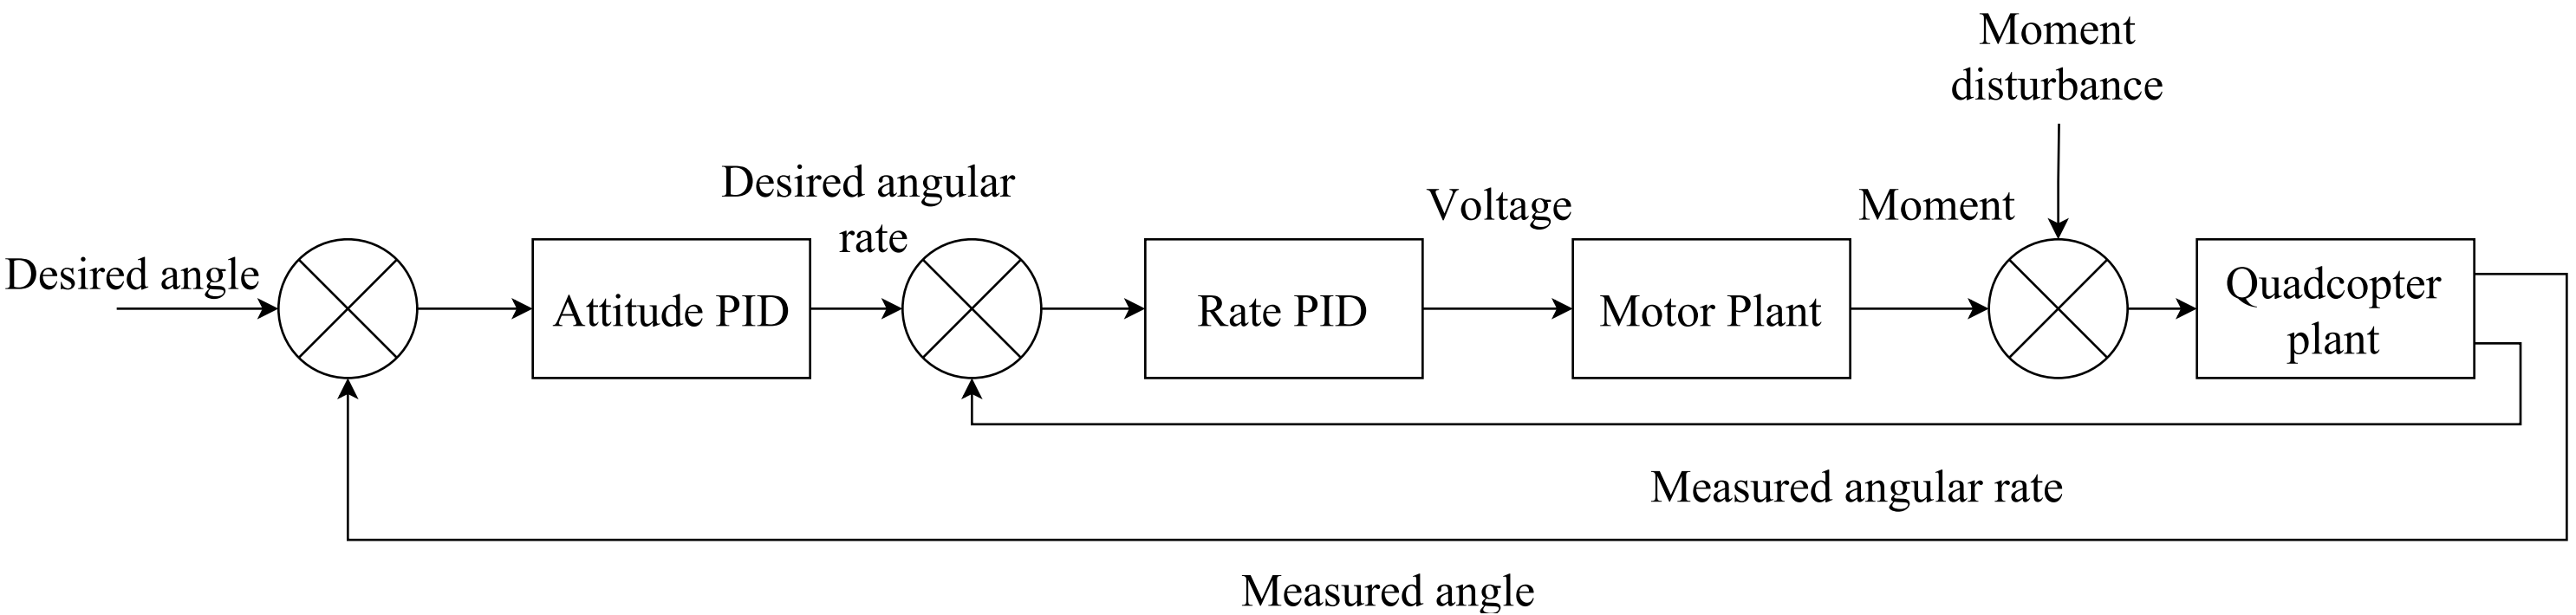 Moment
disturbance
Desired angular
rate
Voltage
Moment
Desired angle
Attitude PID
Rate PID
Motor Plant
Quadcopter
plant
Measured angular rate
Measured angle